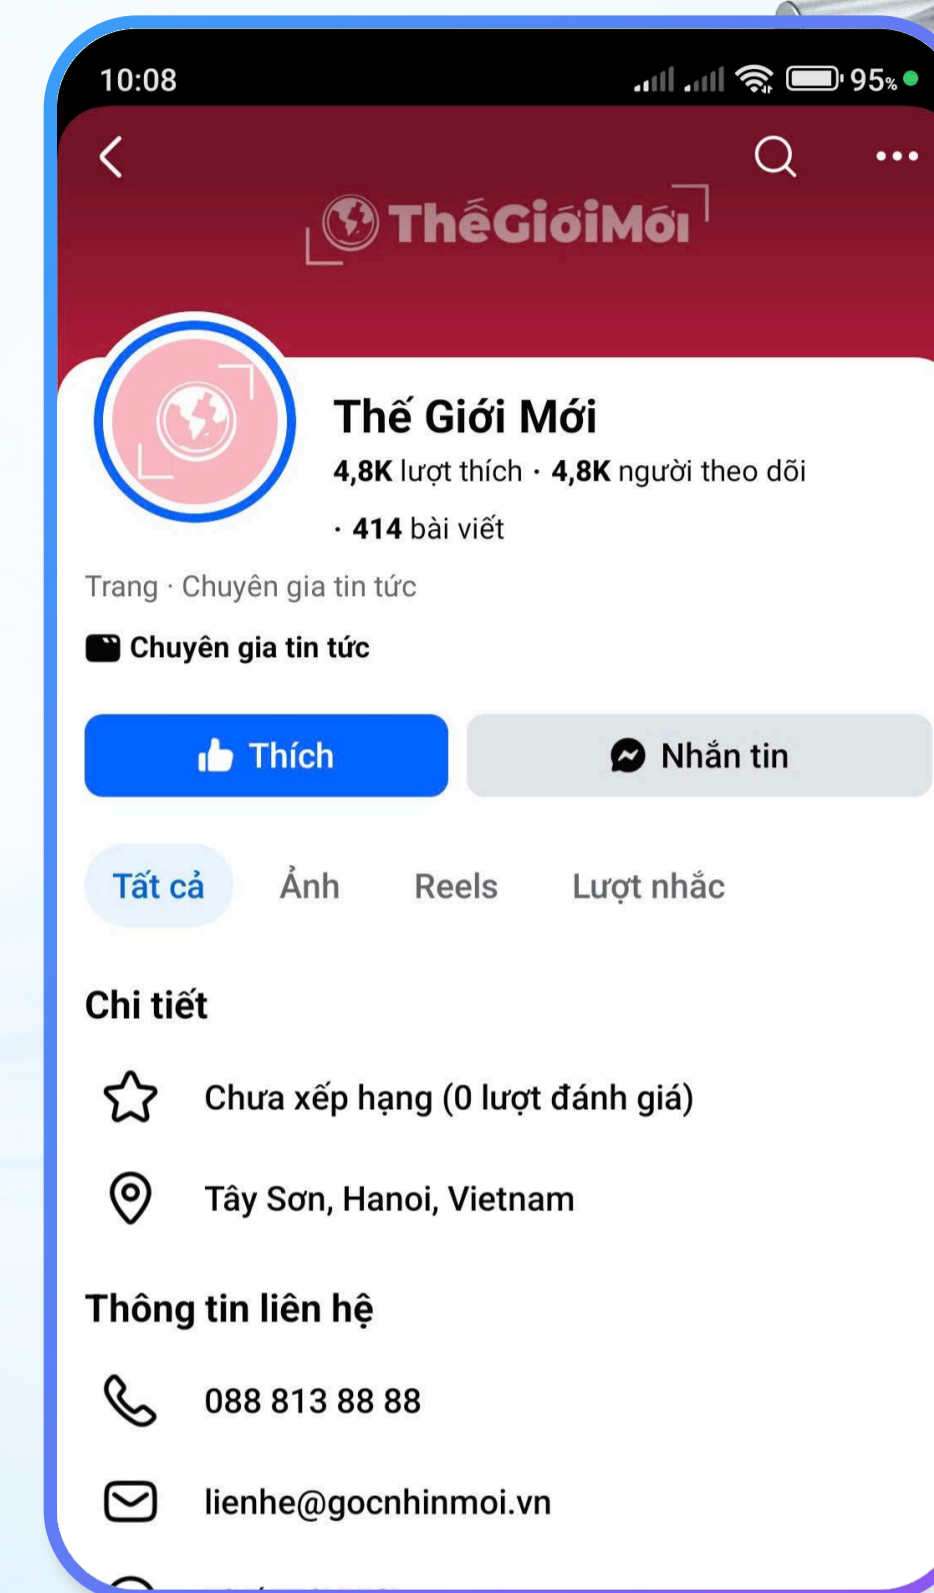 10:08
95%
ThếGiớiMới
Thế Giới Mới
4,8K lượt thích · 4,8K người theo dõi
· 414 bài viết
Trang · Chuyên gia tin tức
Chuyên gia tin tức
Thích
Nhắn tin
Tất cả
Ảnh
Reels
Lượt nhắc
Chi tiết
Chưa xếp hạng (0 lượt đánh giá)
Tây Sơn, Hanoi, Vietnam
Thông tin liên hệ
088 813 88 88
lienhe@gocnhinmoi.vn